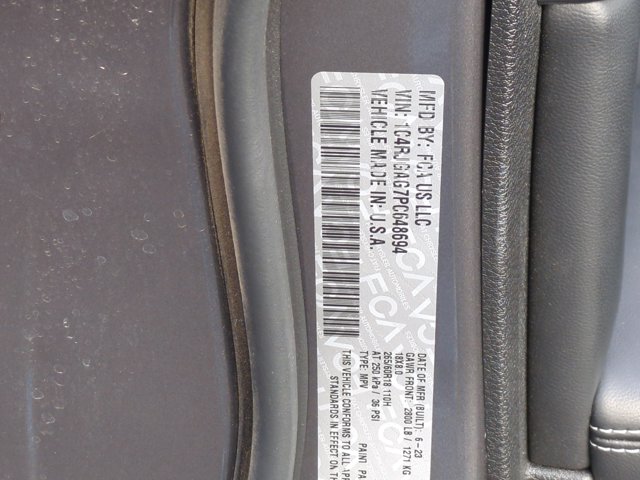 MFD BY: FCA US LLC
VIN: 1C4RJGAG7PC648694
VEHICLE MADE IN: U.S.A.
DATE OF MFR (BUILT): 6-23
GAWR FRONT: 2800 LB / 1271 KG
18X8.0
265/60R18 110H
AT 250 kPa / 36 PSI
TYPE: MPV
PAINT: PA
THIS VEHICLE CONFORMS TO ALL
STANDARDS IN EFFECT ON